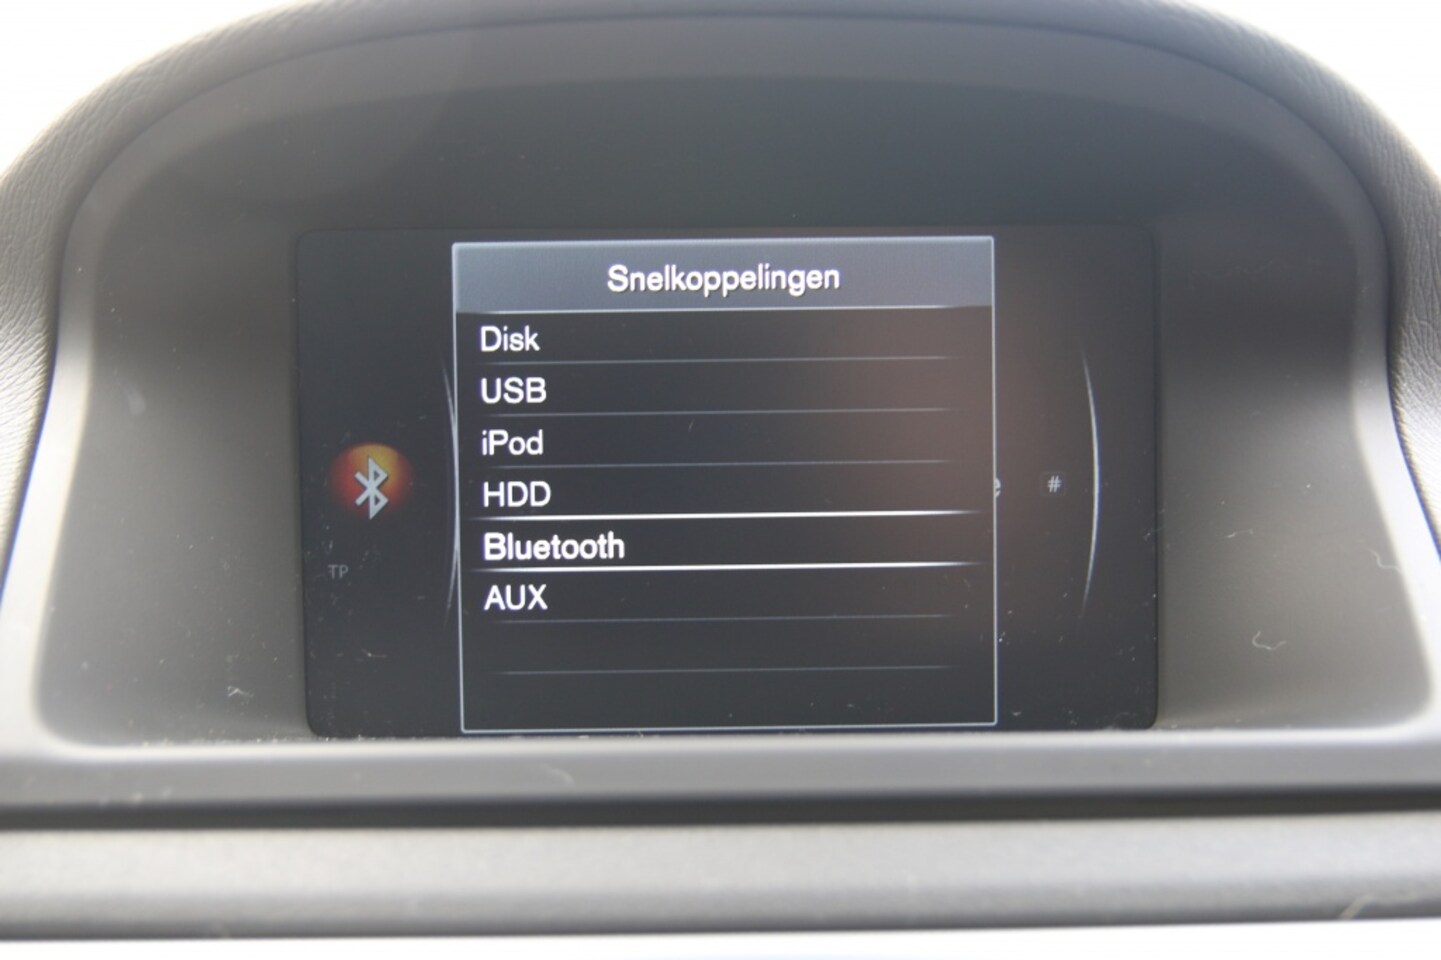 Snelkoppelingen
Disk
USB
iPod
HDD
e #
Bluetooth
TP
AUX